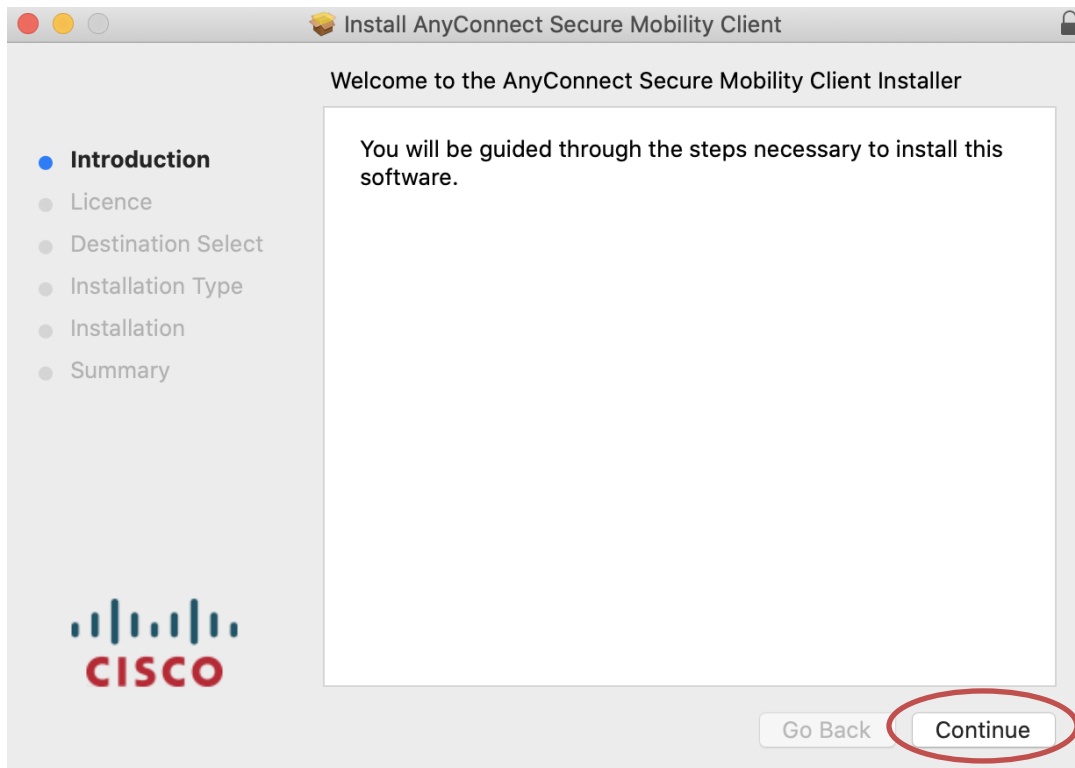 Install AnyConnect Secure Mobility Client
Welcome to the AnyConnect Secure Mobility Client Installer
Introduction
Licence
Destination Select
Installation Type
Installation
Summary
You will be guided through the steps necessary to install this
software.
CISCO
Go Back
Continue